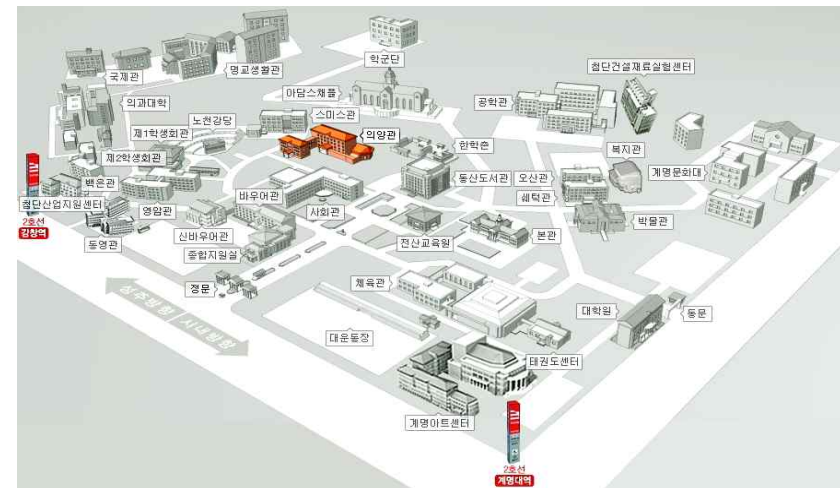 학군단
국제관
명교생활관
첨단건설재료실험센터
의과대학
아담스채플
공학관
노천강당
스미스관
제1학생회관
의양관
한학촌
복지관
제2학생회관
동산도서관
오산관
계명문화대
백은관
바우어관
쉐턱관
첨단산업지원센터
영암관
사회관
박물관
2호선
강창역
동영관
신바우어관
전산교육원
본관
종합지원실
정문
체육관
대학원
동문
성주방향
시내방향
대운동장
태권도센터
계명아트센터
2호선
계명대역